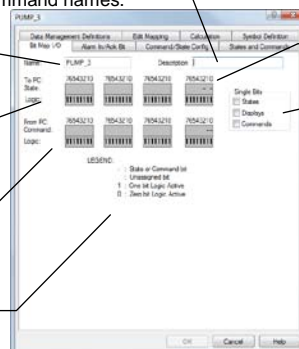 mmand names.
PUMP_3
Data Management Definitions Edit Mapping Calculation Symbol Definition
Bit Map I/O Alarm In/Ack Bit Command/State Config States and Commands
Name: PUMP_3 Description:
To PC: 76543210 76543210 76543210 76543210
State:
Logic:
Single Bits
States
Displays
Commands
From PC: 76543210 76543210 76543210 76543210
Command:
Logic:
LEGEND:
- : State or Command bit
. : Unassigned bit
1 : One bit Logic Active
0 : Zero bit Logic Active
OK Cancel Help